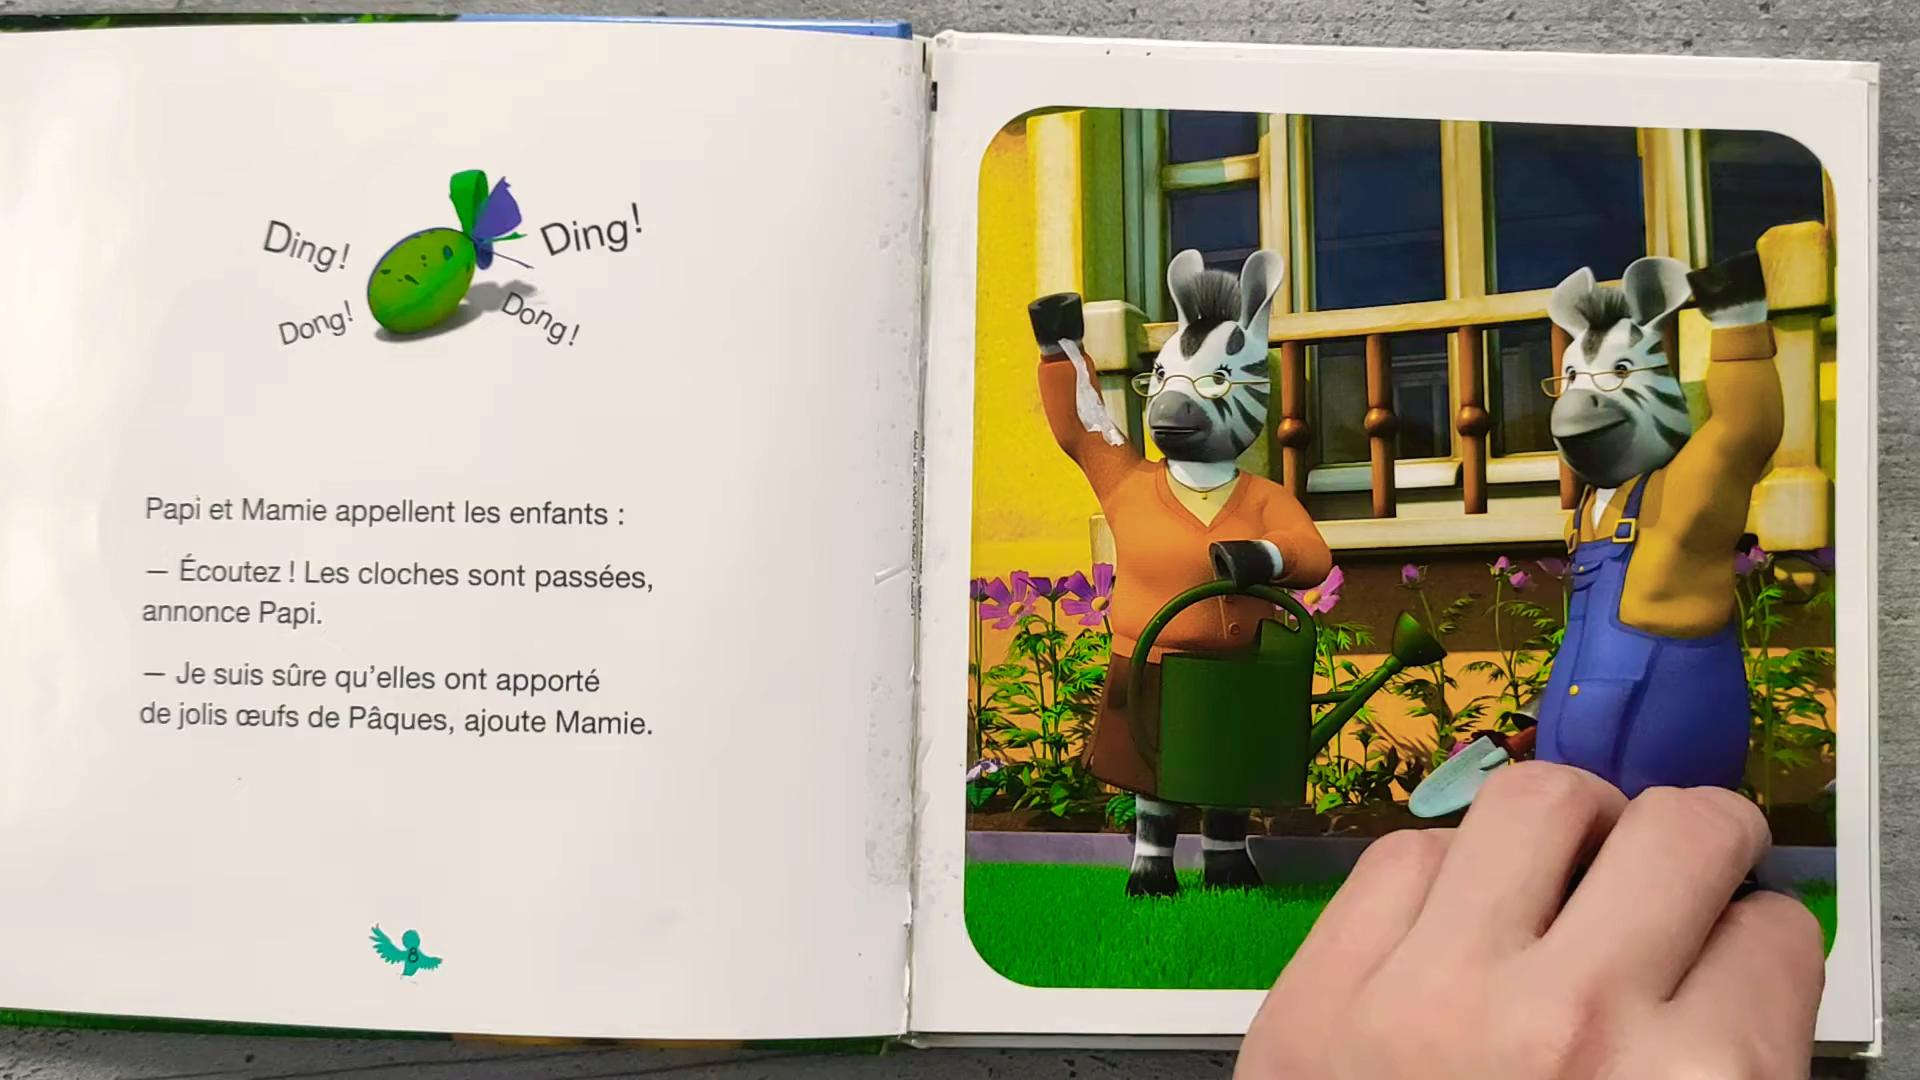 Ding!
Ding!
Dong!
Dong!
Papi et Mamie appellent les enfants :
— Écoutez ! Les cloches sont passées,
annonce Papi.
— Je suis sûre qu’elles ont apporté
de jolis œufs de Pâques, ajoute Mamie.
8